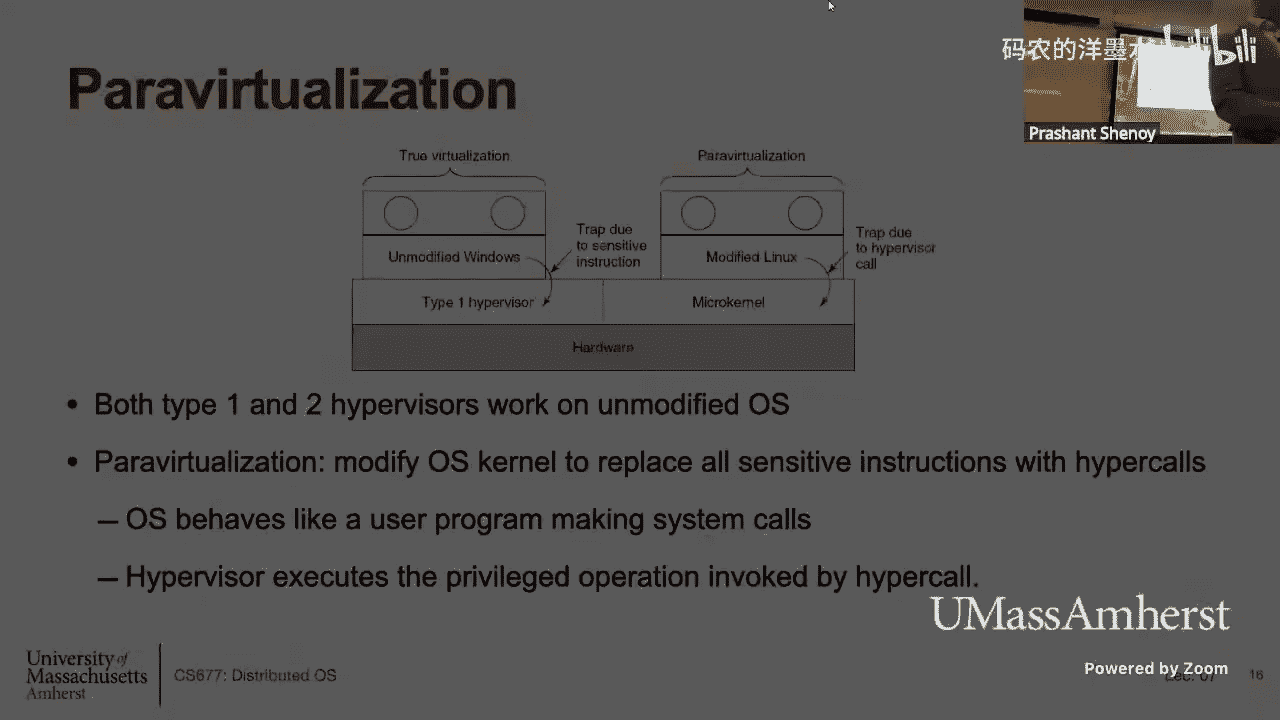 Paravirtualization
码农的洋墨
bili
Prashant Shenoy
True virtualization
Paravirtualization
Trap due
to sensitive
instruction
Trap due
to hypervisor
call
Unmodified Windows
Modified Linux
Type 1 hypervisor
Microkernel
Hardware
• Both type 1 and 2 hypervisors work on unmodified OS
• Paravirtualization: modify OS kernel to replace all sensitive instructions with hypercalls
– OS behaves like a user program making system calls
– Hypervisor executes the privileged operation invoked by hypercall.
UMassAmherst
Powered by Zoom
University of
Massachusetts
Amherst
CS677: Distributed OS
16